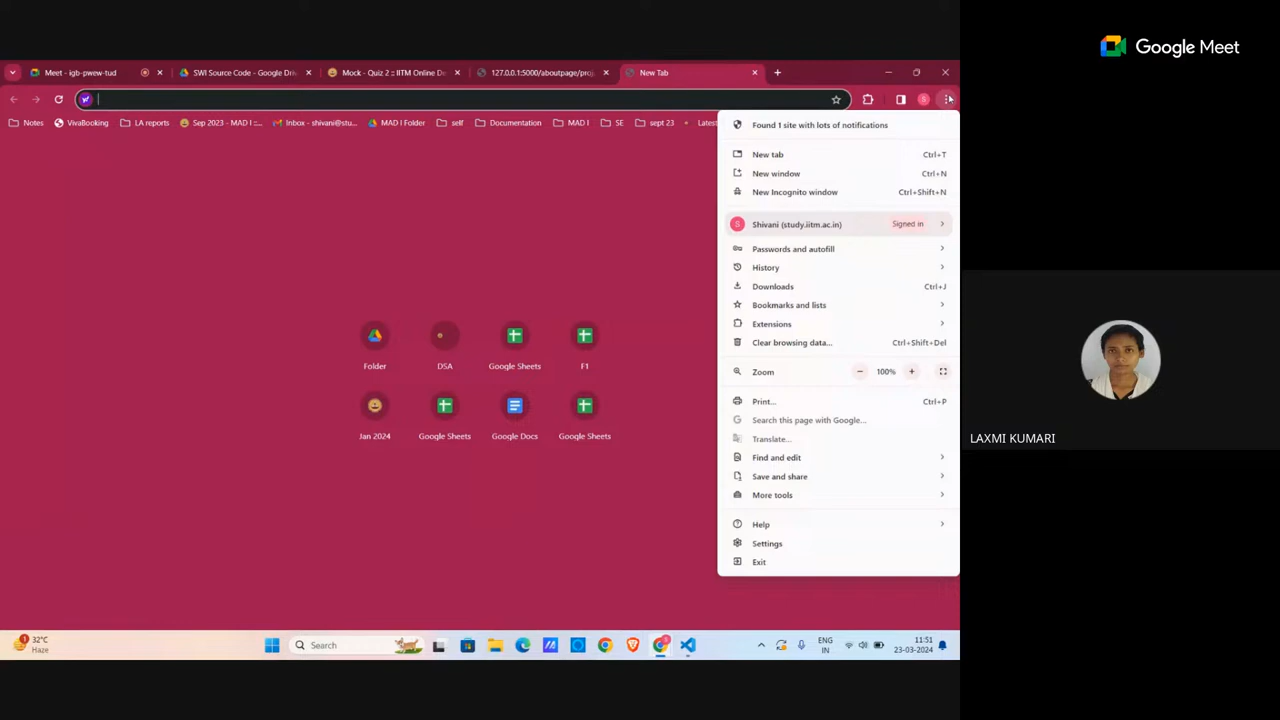 Google Meet
Meet - igb-pwew-tud
SWI Source Code - Google Driv
Mock - Quiz 2 :: IITM Online De
127.0.0.1:5000/aboutpage/proj
New Tab
Notes
VivaBooking
LA reports
Sep 2023 - MAD I ::...
Inbox - shivani@stu...
MAD I Folder
self
Documentation
MAD I
SE
sept 23
Latest
Found 1 site with lots of notifications
New tab Ctrl+T
New window Ctrl+N
New Incognito window Ctrl+Shift+N
S Shivani (study.iitm.ac.in) Signed in
Passwords and autofill
History
Downloads Ctrl+J
Bookmarks and lists
Extensions
Clear browsing data... Ctrl+Shift+Del
Zoom 100%
Print... Ctrl+P
Search this page with Google...
Translate...
Find and edit
Save and share
More tools
Help
Settings
Exit
Folder
DSA
Google Sheets
F1
Jan 2024
Google Sheets
Google Docs
Google Sheets
LAXMI KUMARI
1
32°C
Haze
Search
ENG
IN
11:51
23-03-2024